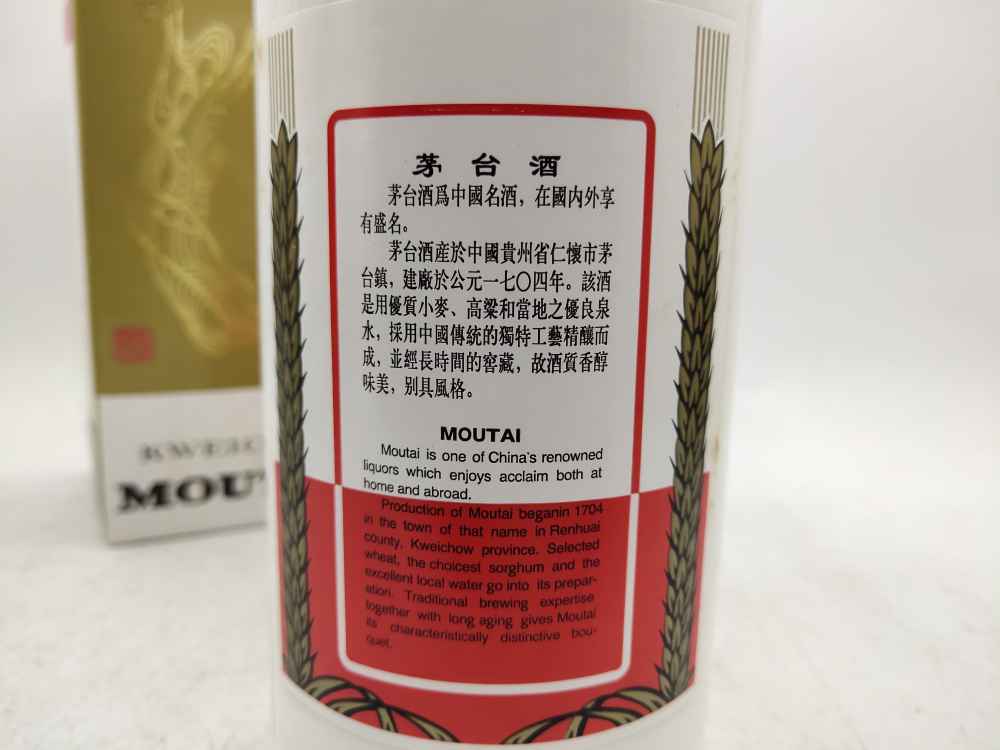 茅台酒
茅台酒爲中國名酒，在國内外享
有盛名。
茅台酒産於中國貴州省仁懷市茅
台鎮，建廠於公元一七〇四年。該酒
是用優質小麥、高粱和當地之優良泉
水，採用中國傳統的獨特工藝精釀而
成，並經長時間的窖藏，故酒質香醇
味美，别具風格。
MOUTAI
Moutai is one of China's renowned
liquors which enjoys acclaim both at
home and abroad.
Production of Moutai beganin 1704
in the town of that name in Renhuai
county, Kweichow province. Selected
wheat, the choicest sorghum and the
excellent local water go into its prepar-
ation. Traditional brewing expertise
together with long aging gives Moutai
its characteristically distinctive bou-
quet.
KWEIC
MOUT